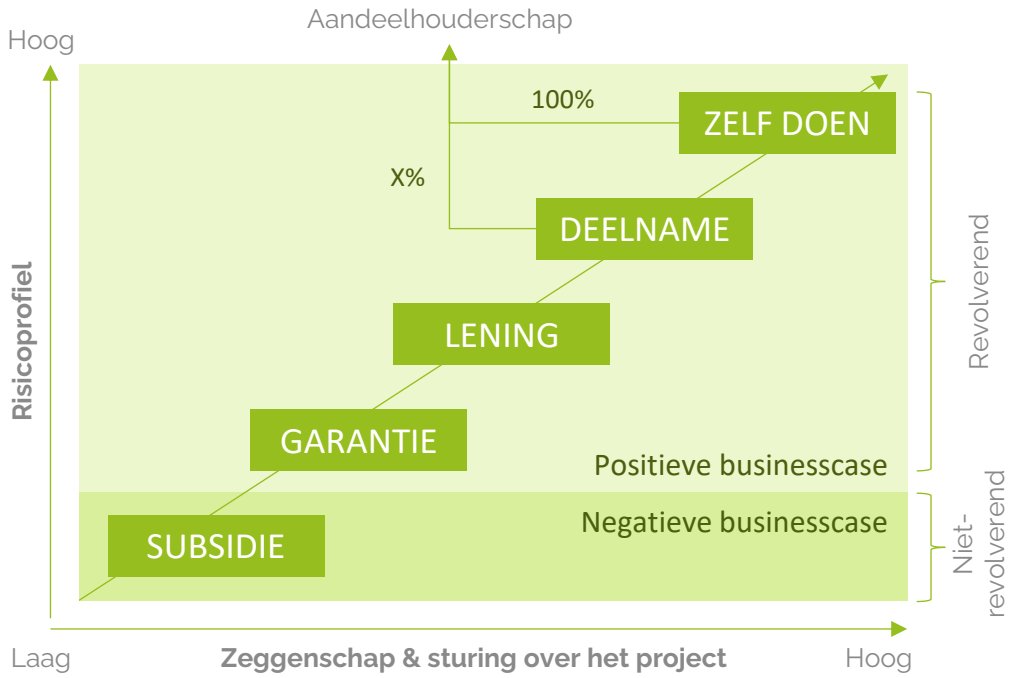 Aandeelhouderschap
Hoog
100%
ZELF DOEN
X%
DEELNAME
Revolverend
Risicoprofiel
LENING
GARANTIE
Positieve businesscase
Negatieve businesscase
Niet-
revolverend
SUBSIDIE
Laag
Zeggenschap & sturing over het project
Hoog